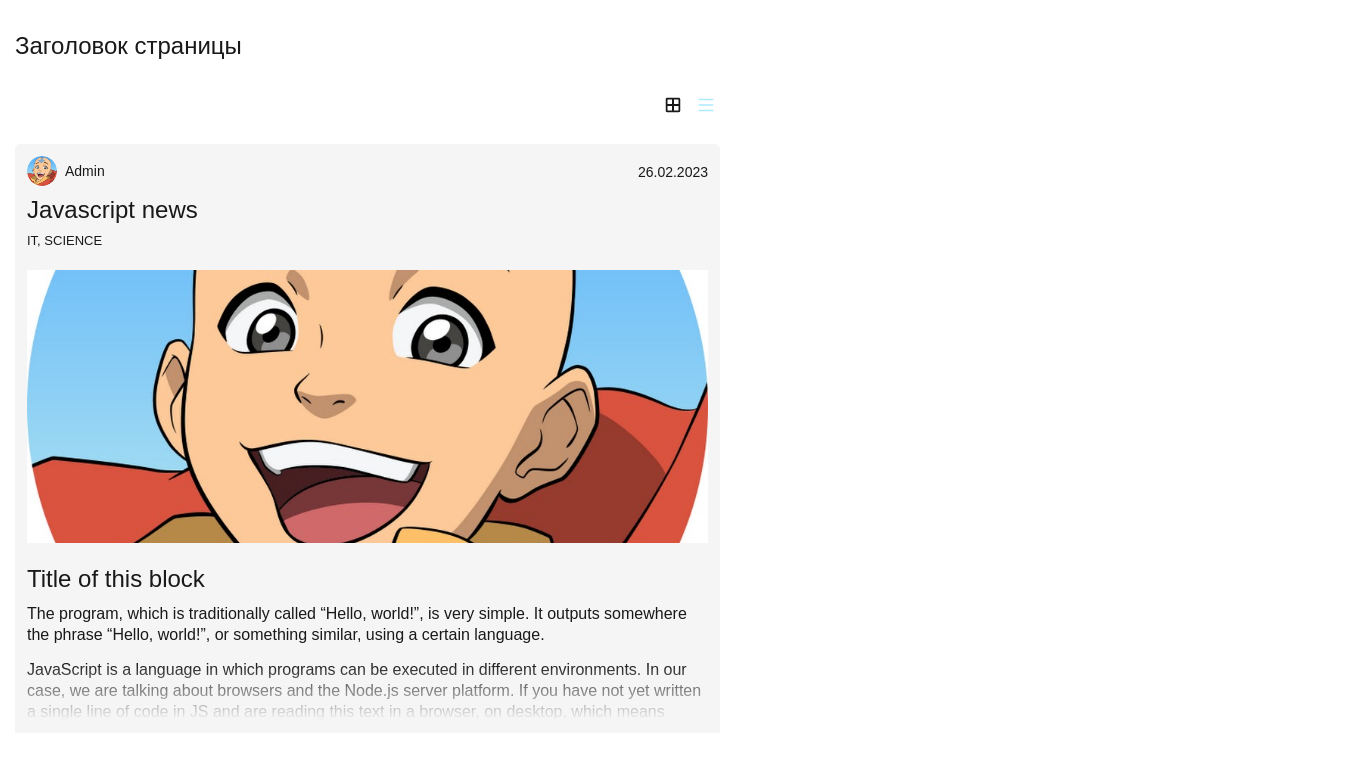 Заголовок страницы
Admin
26.02.2023
Javascript news
IT, SCIENCE
Title of this block
The program, which is traditionally called “Hello, world!”, is very simple. It outputs somewhere
the phrase “Hello, world!”, or something similar, using a certain language.
JavaScript is a language in which programs can be executed in different environments. In our
case, we are talking about browsers and the Node.js server platform. If you have not yet written
a single line of code in JS and are reading this text in a browser, on desktop, which means